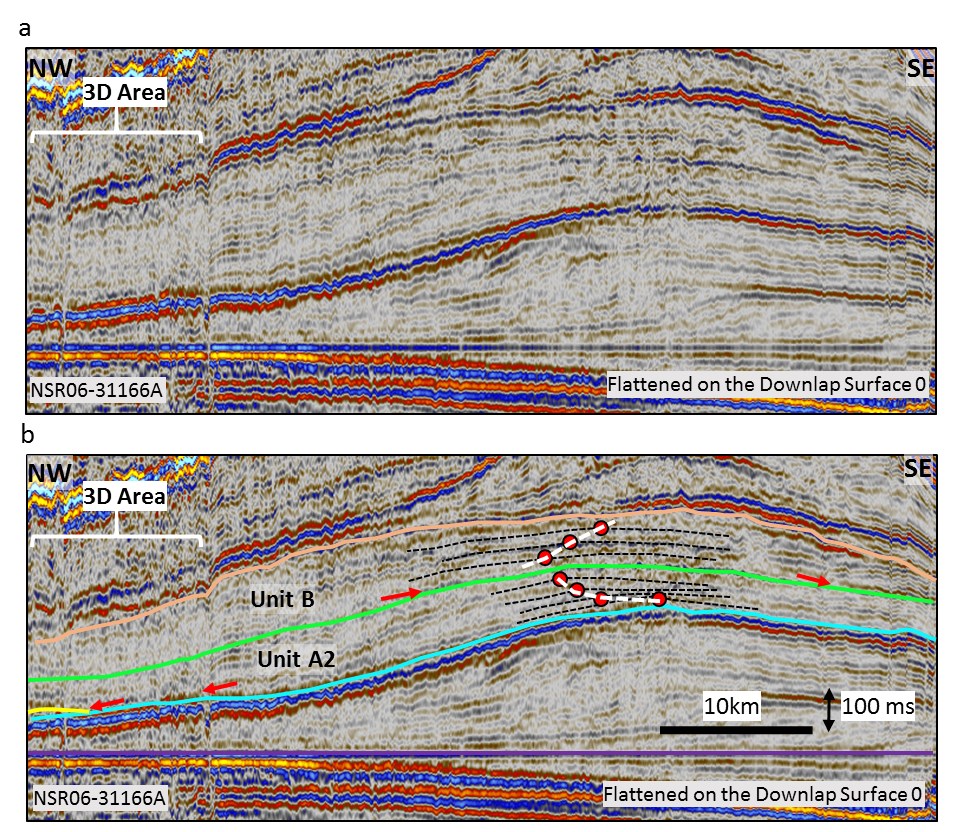 a
NW
SE
3D Area
NSR06-31166A
Flattened on the Downlap Surface 0
b
NW
SE
3D Area
Unit B
Unit A2
10km
100 ms
NSR06-31166A
Flattened on the Downlap Surface 0